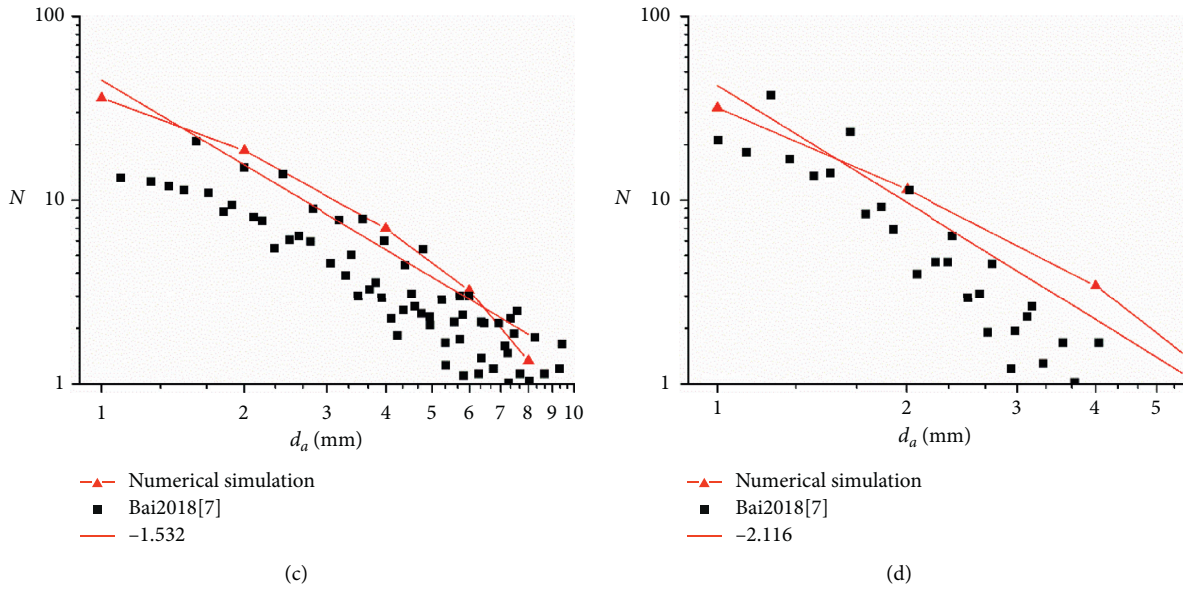 100
10
1
N
1 2 3 4 5 6 7 8 9 10
d_a (mm)
Numerical simulation
Bai2018[7]
–1.532
(c)
100
10
1
N
1 2 3 4 5
d_a (mm)
Numerical simulation
Bai2018[7]
–2.116
(d)